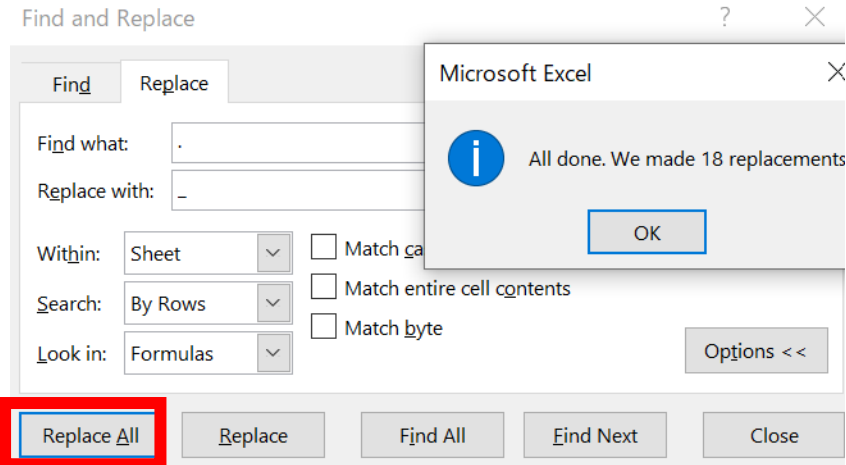 Find and Replace ?
Find Replace
Microsoft Excel
Find what: .
All done. We made 18 replacements
Replace with: _
OK
Within: Sheet Match ca
Match entire cell contents
Search: By Rows
Match byte
Look in: Formulas
Options <<
Replace All Replace Find All Find Next Close